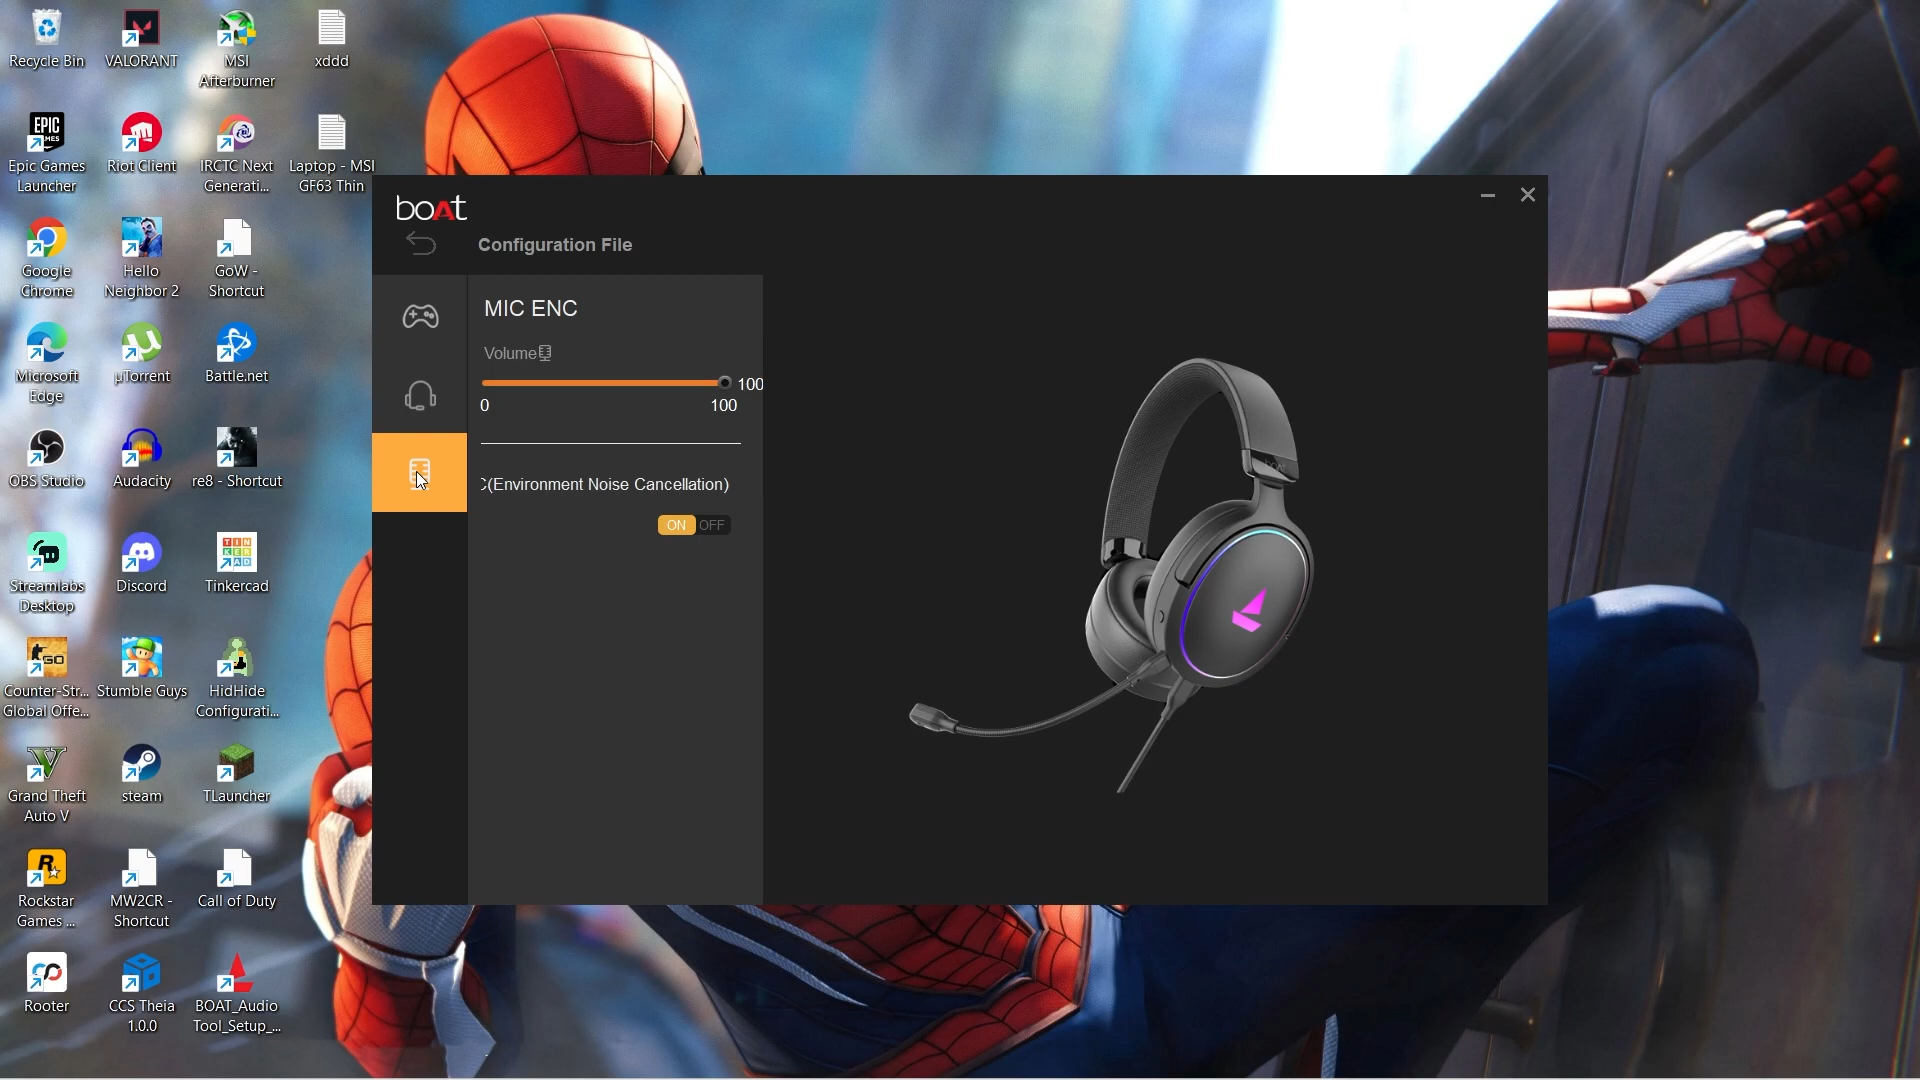 Recycle Bin
VALORANT
MSI
Afterburner
xddd
EPIC
Epic Games
Launcher
Riot Client
IRCTC Next
Generati...
Laptop - MSI
GF63 Thin
Google
Chrome
Hello
Neighbor 2
GoW -
Shortcut
Microsoft
Edge
µTorrent
Battle.net
OBS Studio
Audacity
re8 - Shortcut
Streamlabs
Desktop
Discord
TINKERCAD
Tinkercad
GO
Counter-Str...
Global Offe...
Stumble Guys
HidHide
Configurati...
Grand Theft
Auto V
steam
TLauncher
Rockstar
Games ...
MW2CR -
Shortcut
Call of Duty
Rooter
CCS Theia
1.0.0
BOAT_Audio
Tool_Setup_...
boAt
Configuration File
MIC ENC
Volume
100
0
100
C(Environment Noise Cancellation)
ON OFF